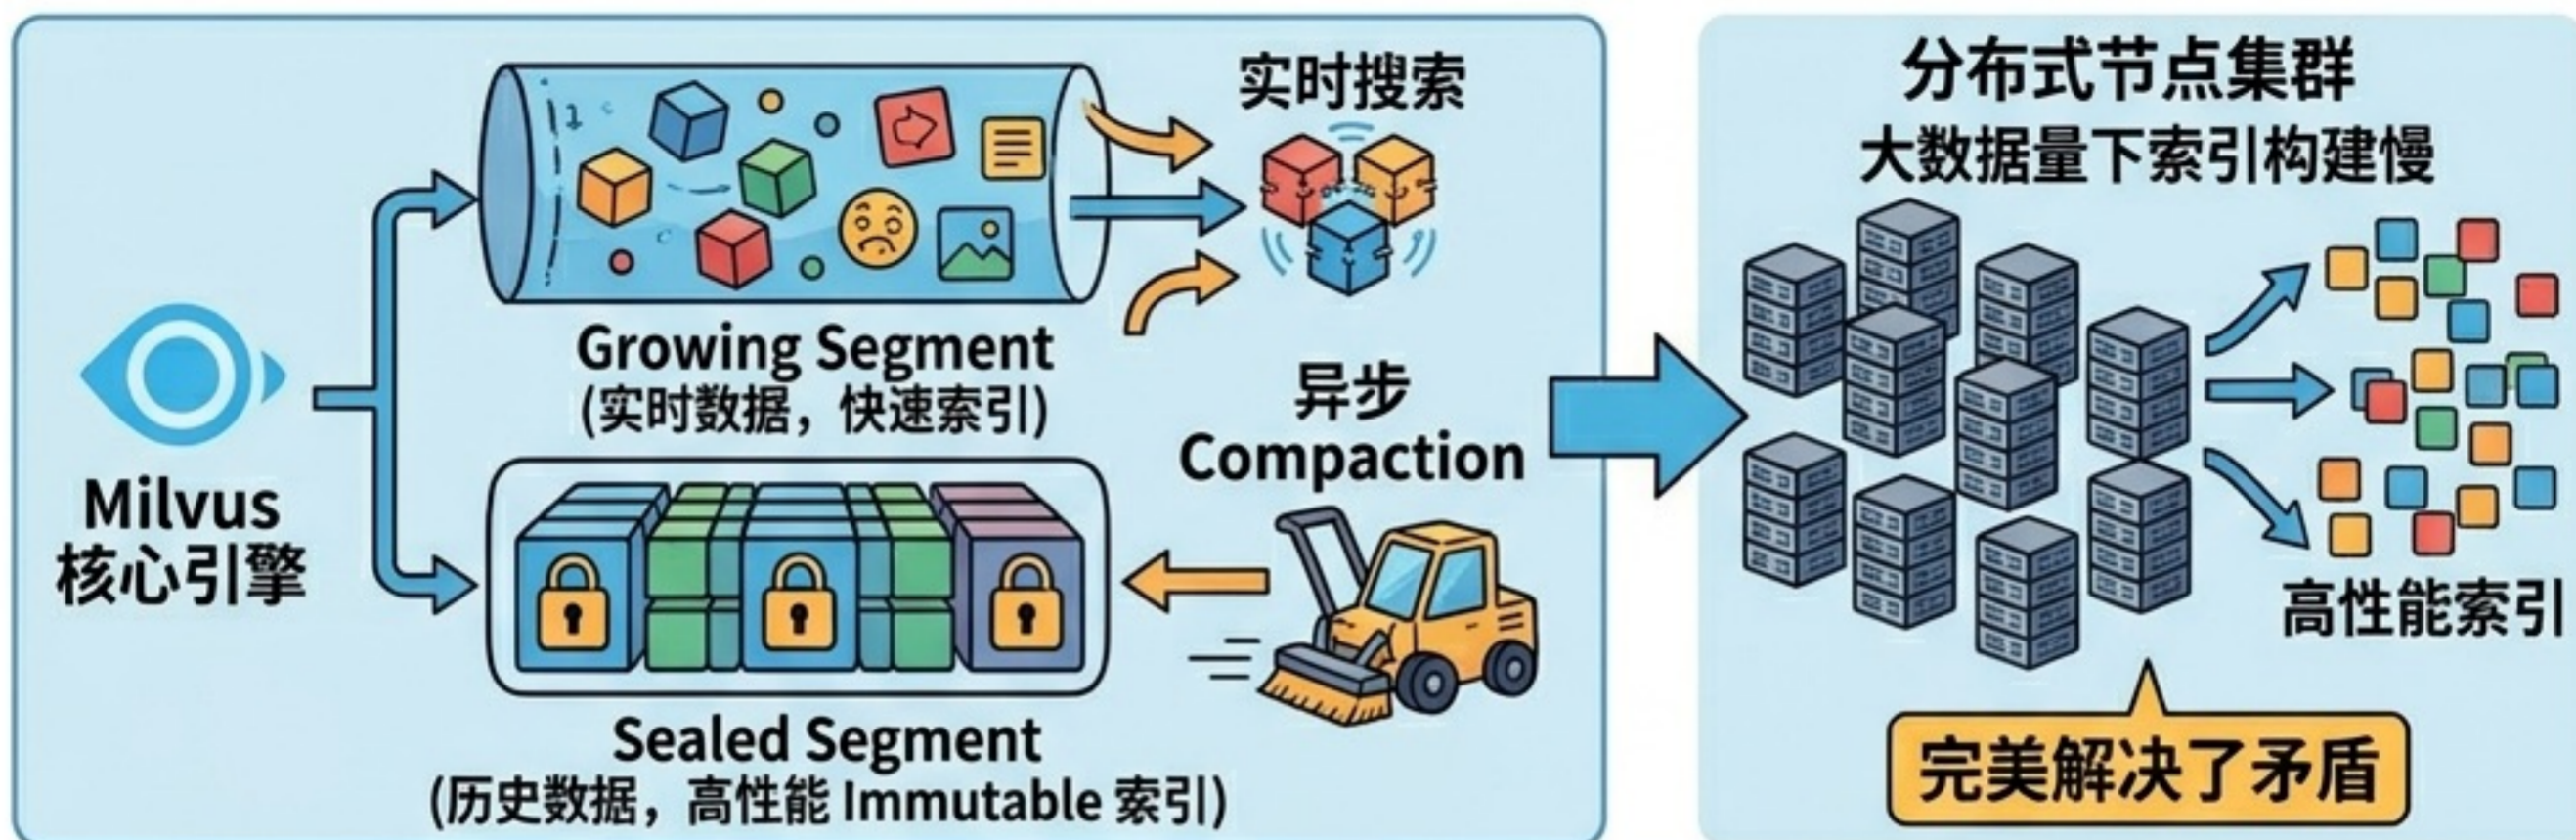 实时搜索
Growing Segment
(实时数据，快速索引)
Milvus
核心引擎
异步
Compaction
Sealed Segment
(历史数据，高性能 Immutable 索引)
分布式节点集群
大数据量下索引构建慢
高性能索引
完美解决了矛盾